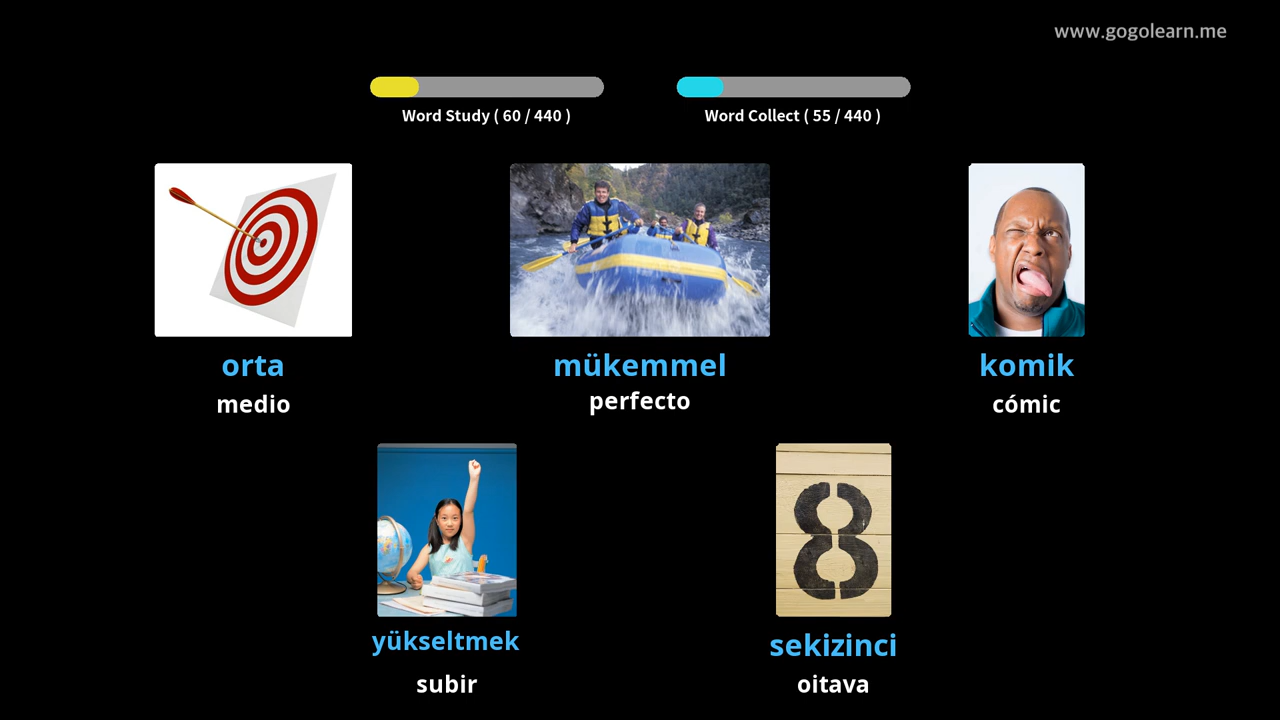 www.gogolearn.me
Word Study ( 60 / 440 )
Word Collect ( 55 / 440 )
orta
medio
mükemmel
perfecto
komik
cómic
8
yükseltmek
subir
sekizinci
oitava